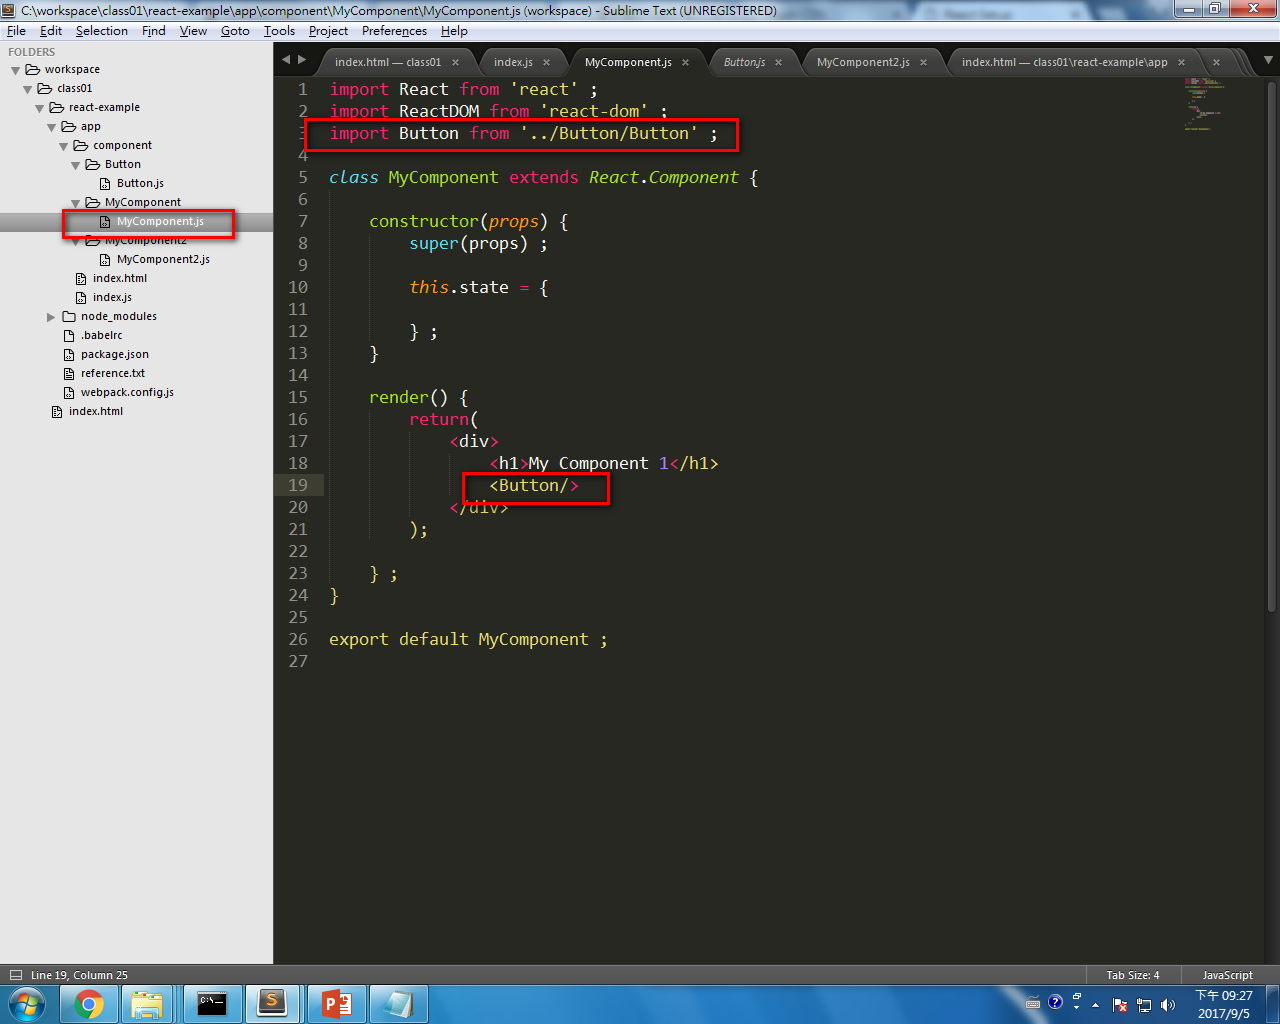 C:\workspace\class01\react-example\app\component\MyComponent\MyComponent.js (workspace) - Sublime Text (UNREGISTERED)
File Edit Selection Find View Goto Tools Project Preferences Help
FOLDERS
workspace
class01
react-example
app
component
Button
Button.js
MyComponent
MyComponent.js
MyComponent2
MyComponent2.js
index.html
index.js
node_modules
.babelrc
package.json
reference.txt
webpack.config.js
index.html
index.html — class01 × index.js × MyComponent.js × Button.js × MyComponent2.js × index.html — class01\react-example\app × ×
1 import React from 'react' ;
2 import ReactDOM from 'react-dom' ;
3 import Button from '../Button/Button' ;
4
5 class MyComponent extends React.Component {
6
7 constructor(props) {
8 super(props) ;
9
10 this.state = {
11
12 } ;
13 }
14
15 render() {
16 return(
17 <div>
18 <h1>My Component 1</h1>
19 <Button/>
20 </div>
21 );
22
23 } ;
24 }
25
26 export default MyComponent ;
27
Line 19, Column 25 Tab Size: 4 JavaScript
下午 09:27
2017/9/5